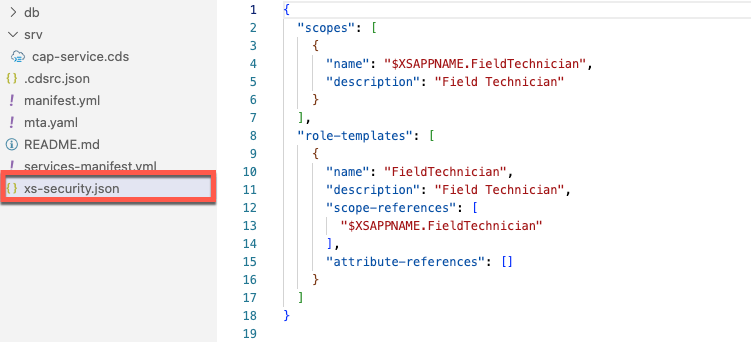 db
srv
cap-service.cds
{ } .cdsrc.json
! manifest.yml
! mta.yaml
README.md
! services-manifest.yml
{ } xs-security.json
1 {
2   "scopes": [
3     {
4       "name": "$XSAPPNAME.FieldTechnician",
5       "description": "Field Technician"
6     }
7   ],
8   "role-templates": [
9     {
10       "name": "FieldTechnician",
11       "description": "Field Technician",
12       "scope-references": [
13         "$XSAPPNAME.FieldTechnician"
14       ],
15       "attribute-references": []
16     }
17   ]
18 }
19